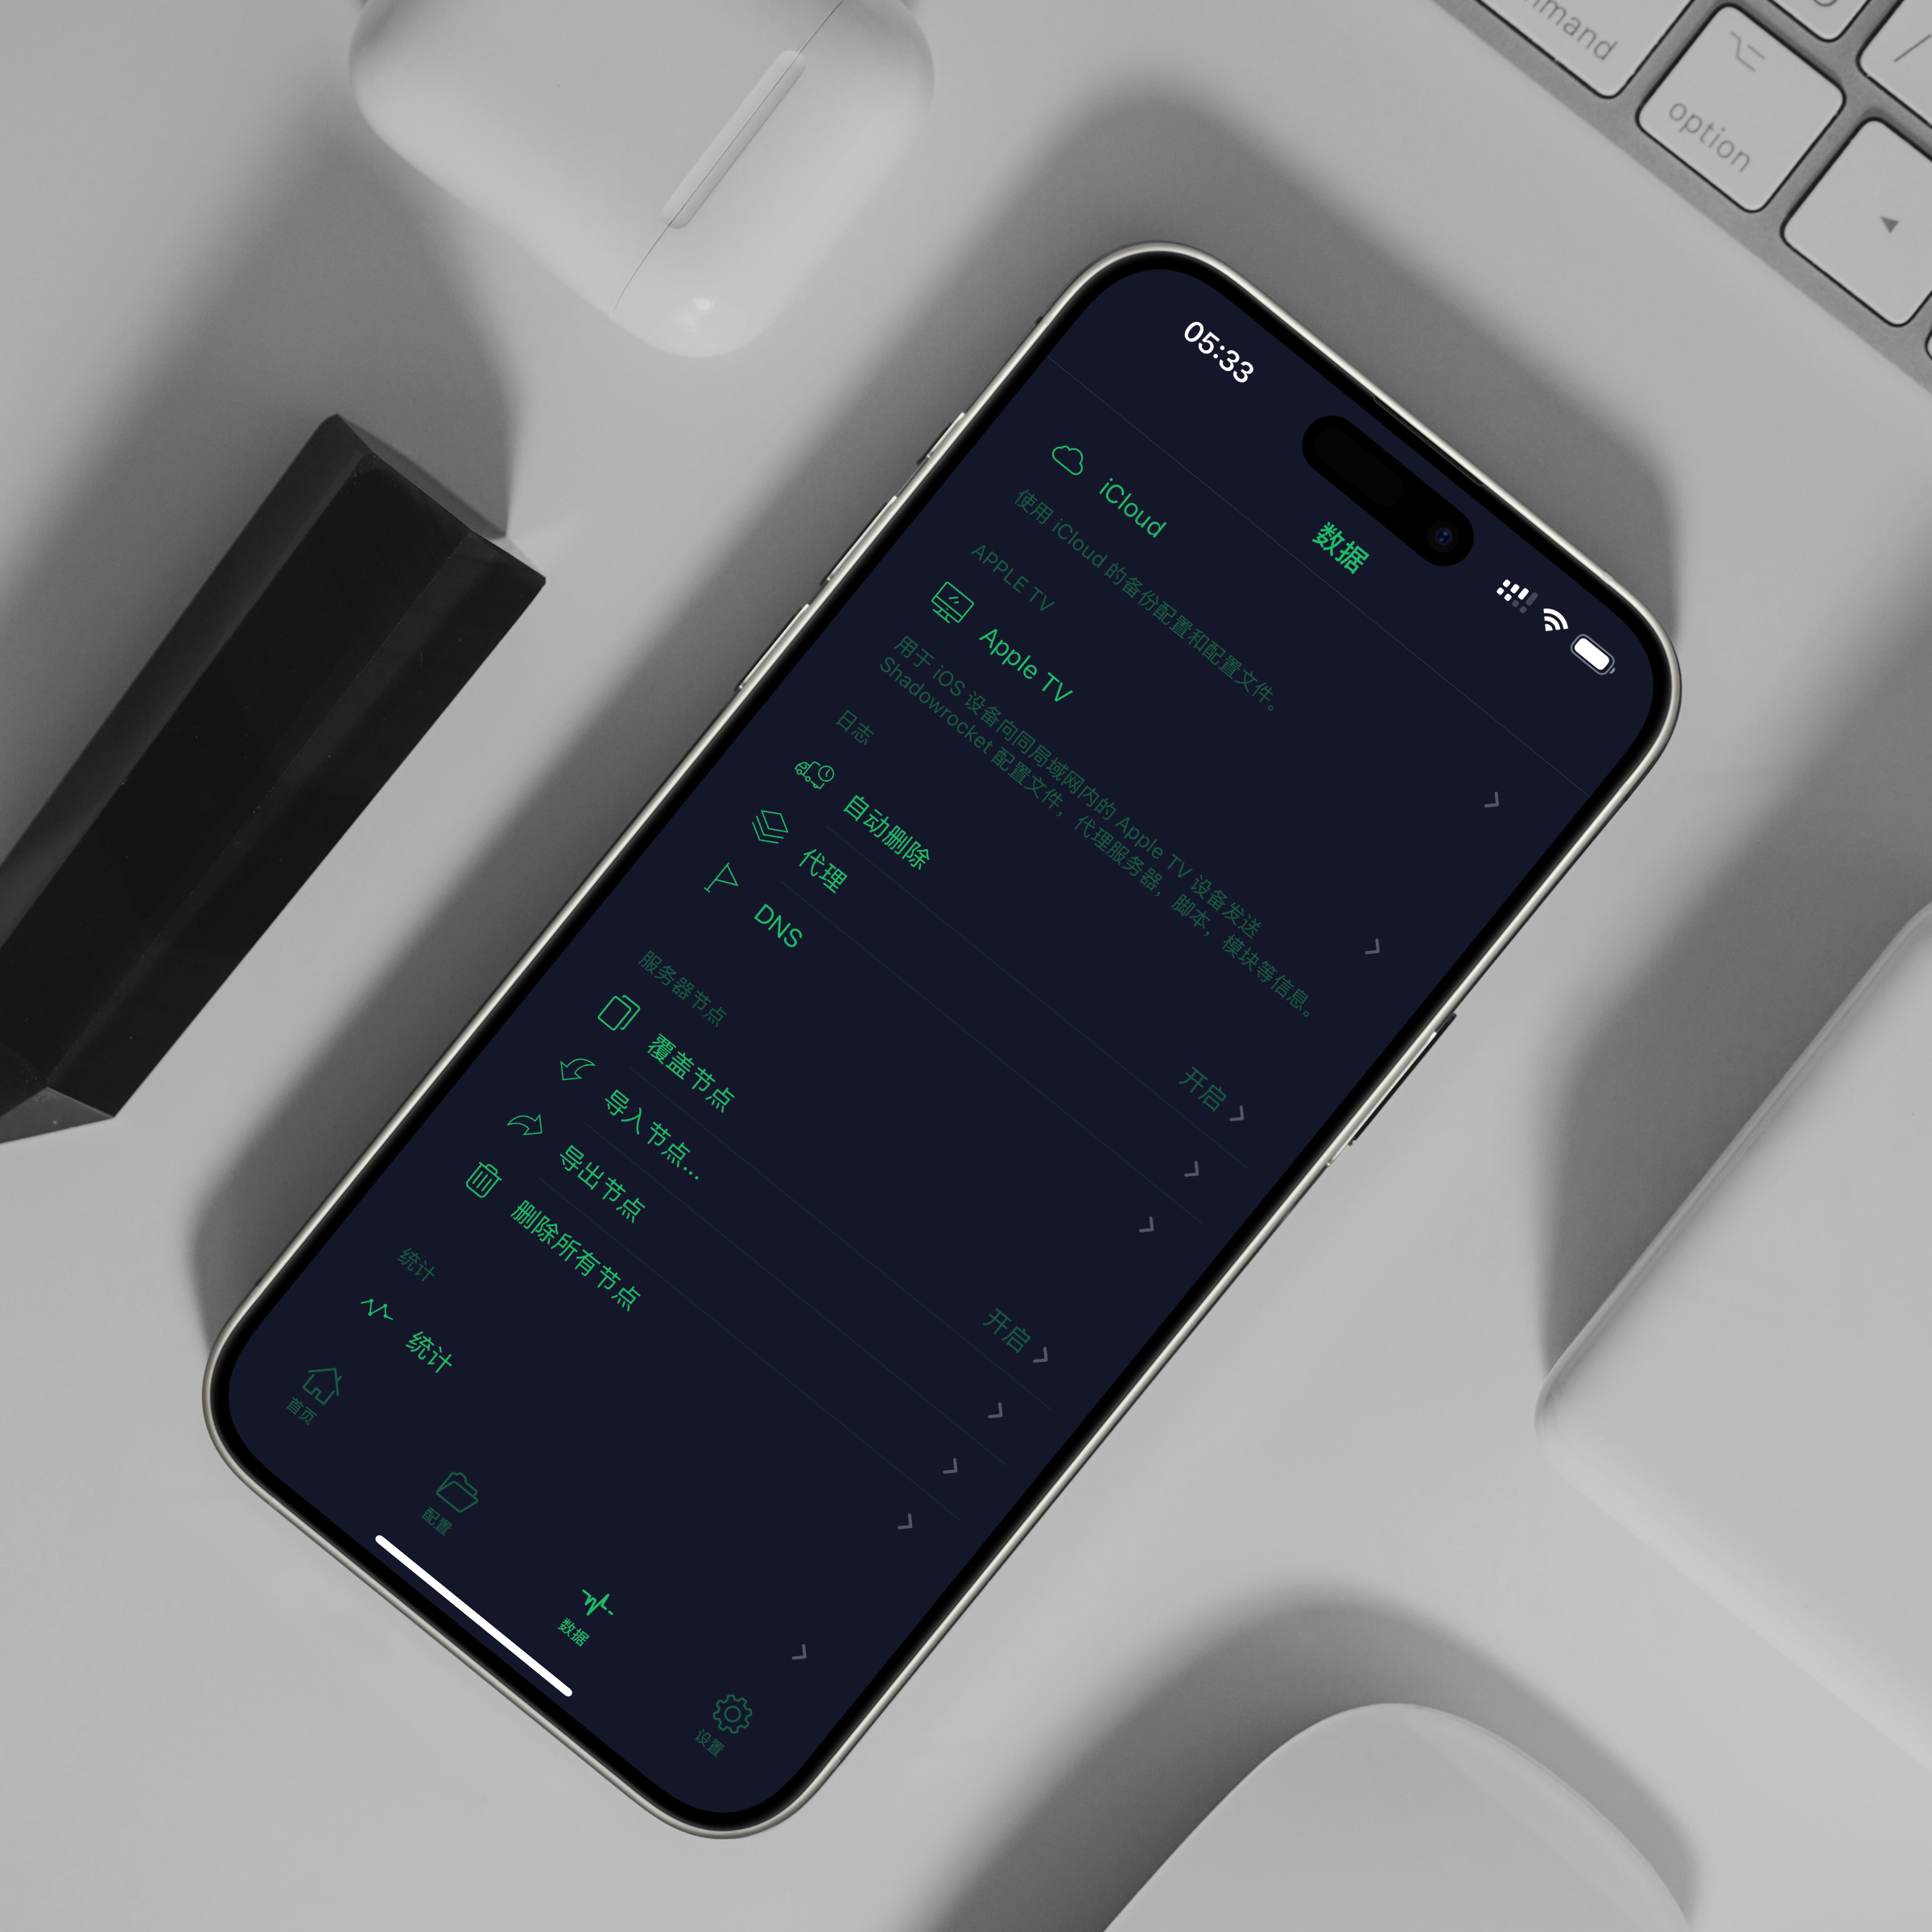 mmand
option
05:33
数据
iCloud
使用 iCloud 的备份配置和配置文件。
APPLE TV
Apple TV
用于 iOS 设备向同局域网内的 Apple TV 设备发送
Shadowrocket 配置文件，代理服务器，脚本，模块等信息。
日志
自动删除 开启
代理
DNS
服务器节点
覆盖节点 开启
导入节点...
导出节点
删除所有节点
统计
统计
首页
配置
数据
设置